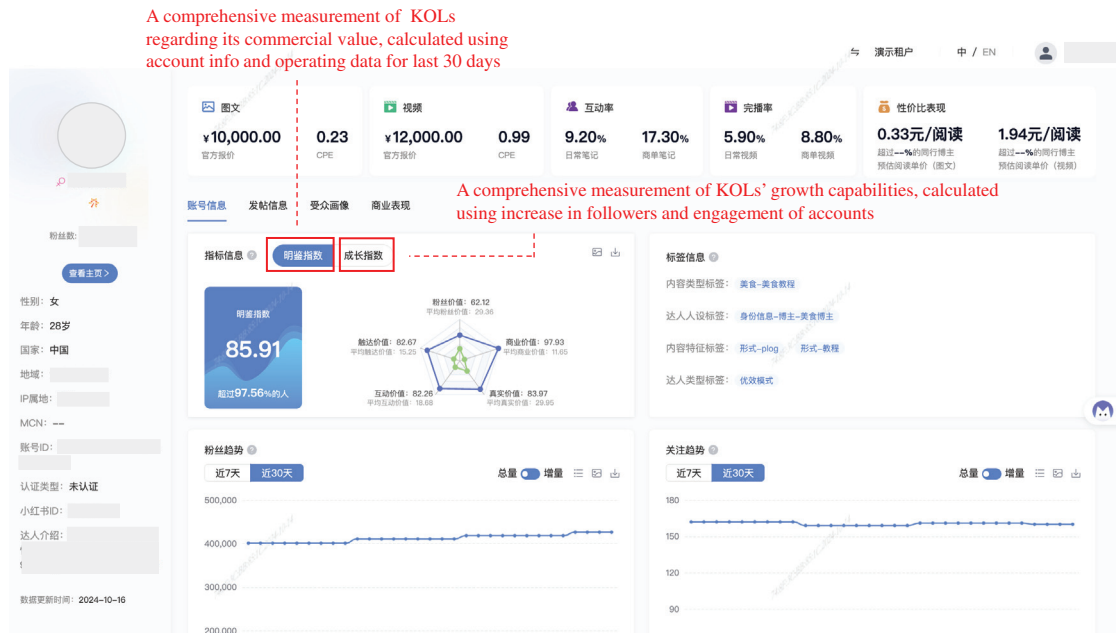 A comprehensive measurement of KOLs
regarding its commercial value, calculated using
account info and operating data for last 30 days
演示租户
中 / EN
图文
¥10,000.00 0.23
官方报价 CPE
视频
¥12,000.00 0.99
官方报价 CPE
互动率
9.20% 17.30%
日常笔记 商单笔记
完播率
5.90% 8.80%
日常视频 商单视频
性价比表现
0.33元/阅读 1.94元/阅读
超过--%的同行博主 超过--%的同行博主
预估阅读单价（图文） 预估阅读单价（视频）
A comprehensive measurement of KOLs' growth capabilities, calculated
using increase in followers and engagement of accounts
粉丝数:
查看主页 >
性别: 女
年龄: 28岁
国家: 中国
地域:
IP属地:
MCN: --
账号ID:
认证类型: 未认证
小红书ID:
达人介绍:
数据更新时间: 2024-10-16
账号信息 发帖信息 受众画像 商业表现
指标信息 明鉴指数 成长指数
明鉴指数
85.91
超过97.56%的人
粉丝价值: 62.12
平均粉丝价值: 29.36
触达价值: 82.67
平均触达价值: 15.25
商业价值: 97.93
平均商业价值: 11.65
互动价值: 82.26
平均互动价值: 18.68
真实价值: 83.97
平均真实价值: 29.95
标签信息
内容类型标签: 美食-美食教程
达人人设标签: 身份信息-博主-美食博主
内容特征标签: 形式-plog 形式-教程
达人类型标签: 优效模式
粉丝趋势
近7天 近30天 总量 增量
500,000
400,000
300,000
200,000
关注趋势
近7天 近30天 总量 增量
180
150
120
90